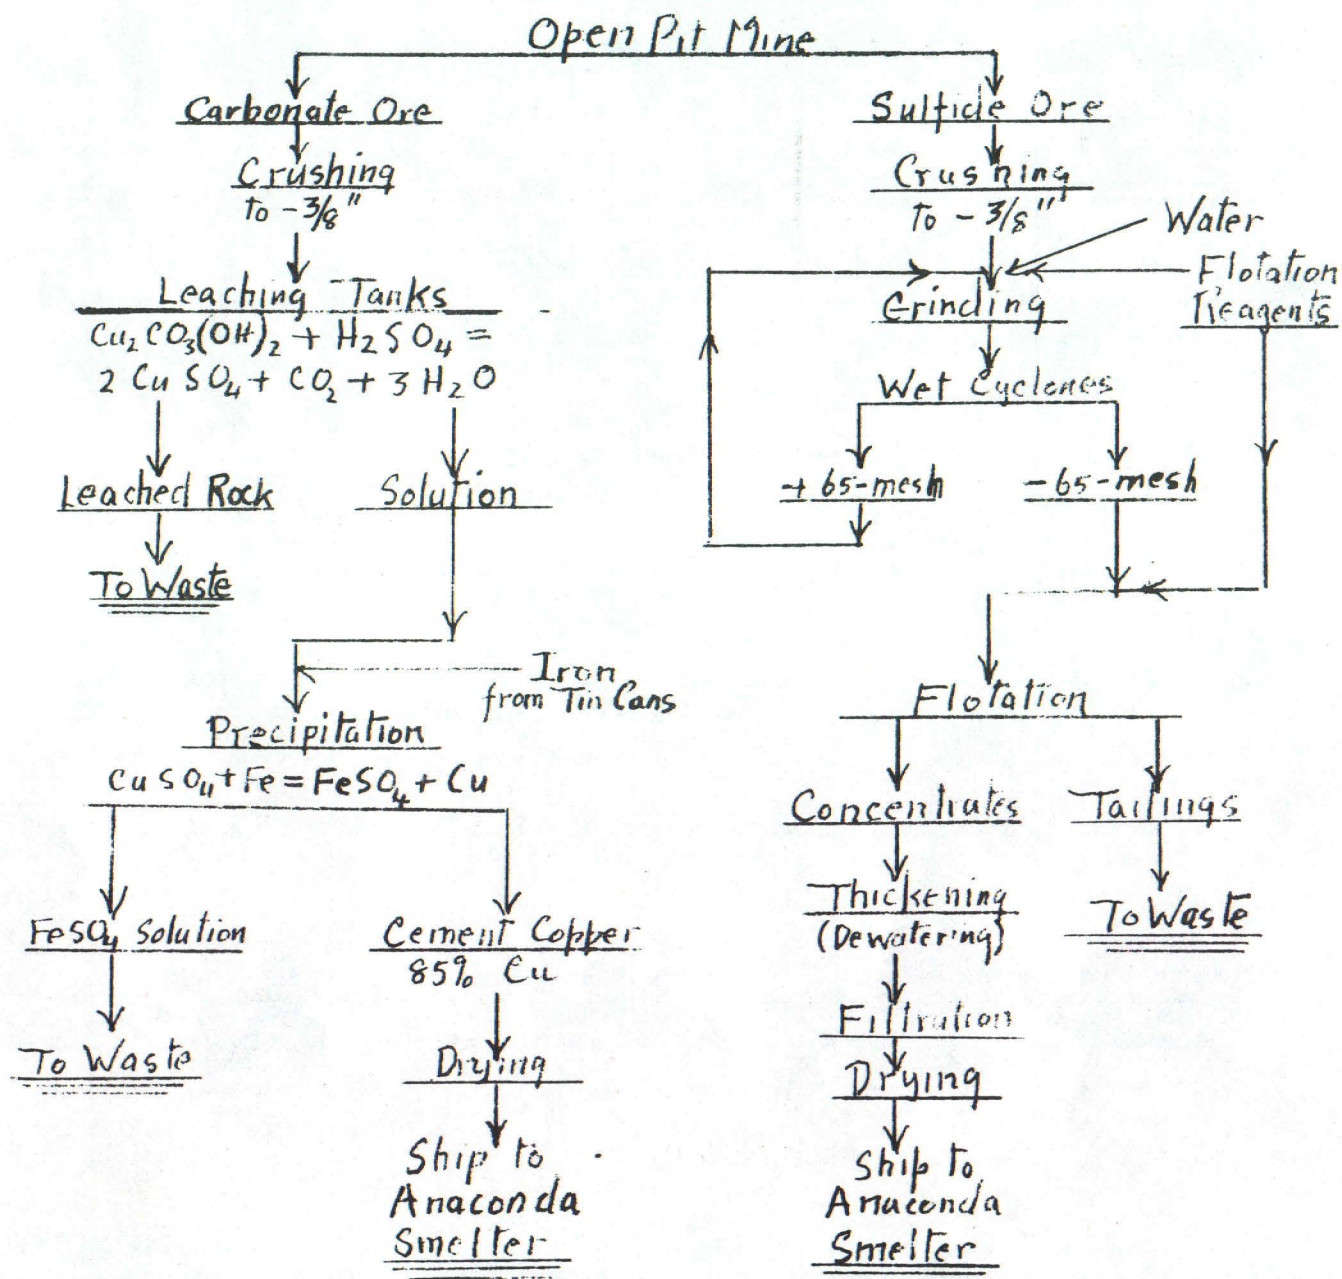 Open Pit Mine
Carbonate Ore
Crushing
To - 3/8"
Leaching Tanks
Cu₂CO₃(OH)₂ + H₂SO₄ =
2 CuSO₄ + CO₂ + 3 H₂O
Leached Rock
To Waste
Solution
Iron
from Tin Cans
Precipitation
CuSO₄ + Fe = FeSO₄ + Cu
FeSO₄ Solution
To Waste
Cement Copper
85% Cu
Drying
Ship to
Anaconda
Smelter
Sulfide Ore
Crushing
To - 3/8"
Water
Flotation
Reagents
Grinding
Wet Cyclones
+ 65-mesh
- 65-mesh
Flotation
Concentrates
Thickening
(Dewatering)
Filtration
Drying
Ship to
Anaconda
Smelter
Tailings
To Waste